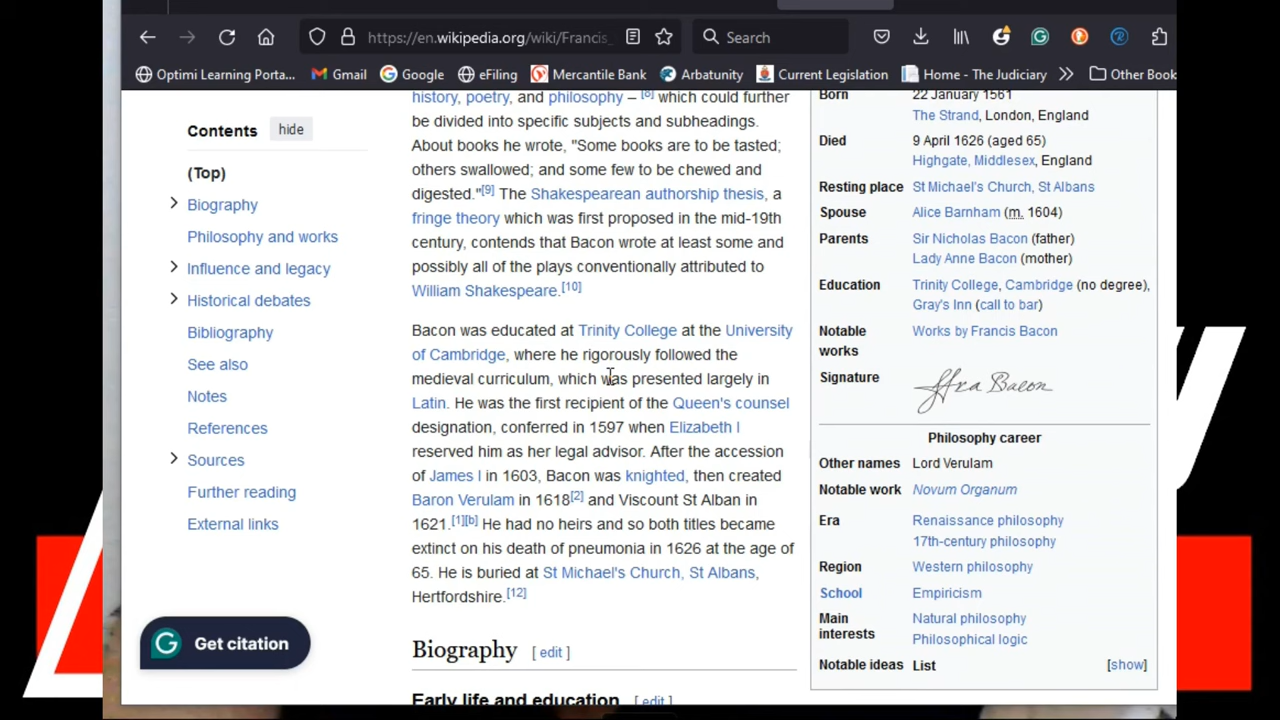 https://en.wikipedia.org/wiki/Francis_
Search
Optimi Learning Porta...
Gmail
Google
eFiling
Mercantile Bank
Arbatunity
Current Legislation
Home - The Judiciary
Other Book
Contents
hide
(Top)
Biography
Philosophy and works
Influence and legacy
Historical debates
Bibliography
See also
Notes
References
Sources
Further reading
External links
Get citation
history, poetry, and philosophy – [8] which could further
be divided into specific subjects and subheadings.
About books he wrote, "Some books are to be tasted;
others swallowed; and some few to be chewed and
digested."[9] The Shakespearean authorship thesis, a
fringe theory which was first proposed in the mid-19th
century, contends that Bacon wrote at least some and
possibly all of the plays conventionally attributed to
William Shakespeare.[10]
Bacon was educated at Trinity College at the University
of Cambridge, where he rigorously followed the
medieval curriculum, which was presented largely in
Latin. He was the first recipient of the Queen's counsel
designation, conferred in 1597 when Elizabeth I
reserved him as her legal advisor. After the accession
of James I in 1603, Bacon was knighted, then created
Baron Verulam in 1618[2] and Viscount St Alban in
1621.[1][b] He had no heirs and so both titles became
extinct on his death of pneumonia in 1626 at the age of
65. He is buried at St Michael's Church, St Albans,
Hertfordshire.[12]
Biography [ edit ]
Early life and education [ edit ]
Born 22 January 1561
The Strand, London, England
Died 9 April 1626 (aged 65)
Highgate, Middlesex, England
Resting place St Michael's Church, St Albans
Spouse Alice Barnham (m. 1604)
Parents Sir Nicholas Bacon (father)
Lady Anne Bacon (mother)
Education Trinity College, Cambridge (no degree),
Gray's Inn (call to bar)
Notable works Works by Francis Bacon
Signature
Philosophy career
Other names Lord Verulam
Notable work Novum Organum
Era Renaissance philosophy
17th-century philosophy
Region Western philosophy
School Empiricism
Main interests Natural philosophy
Philosophical logic
Notable ideas List [show]